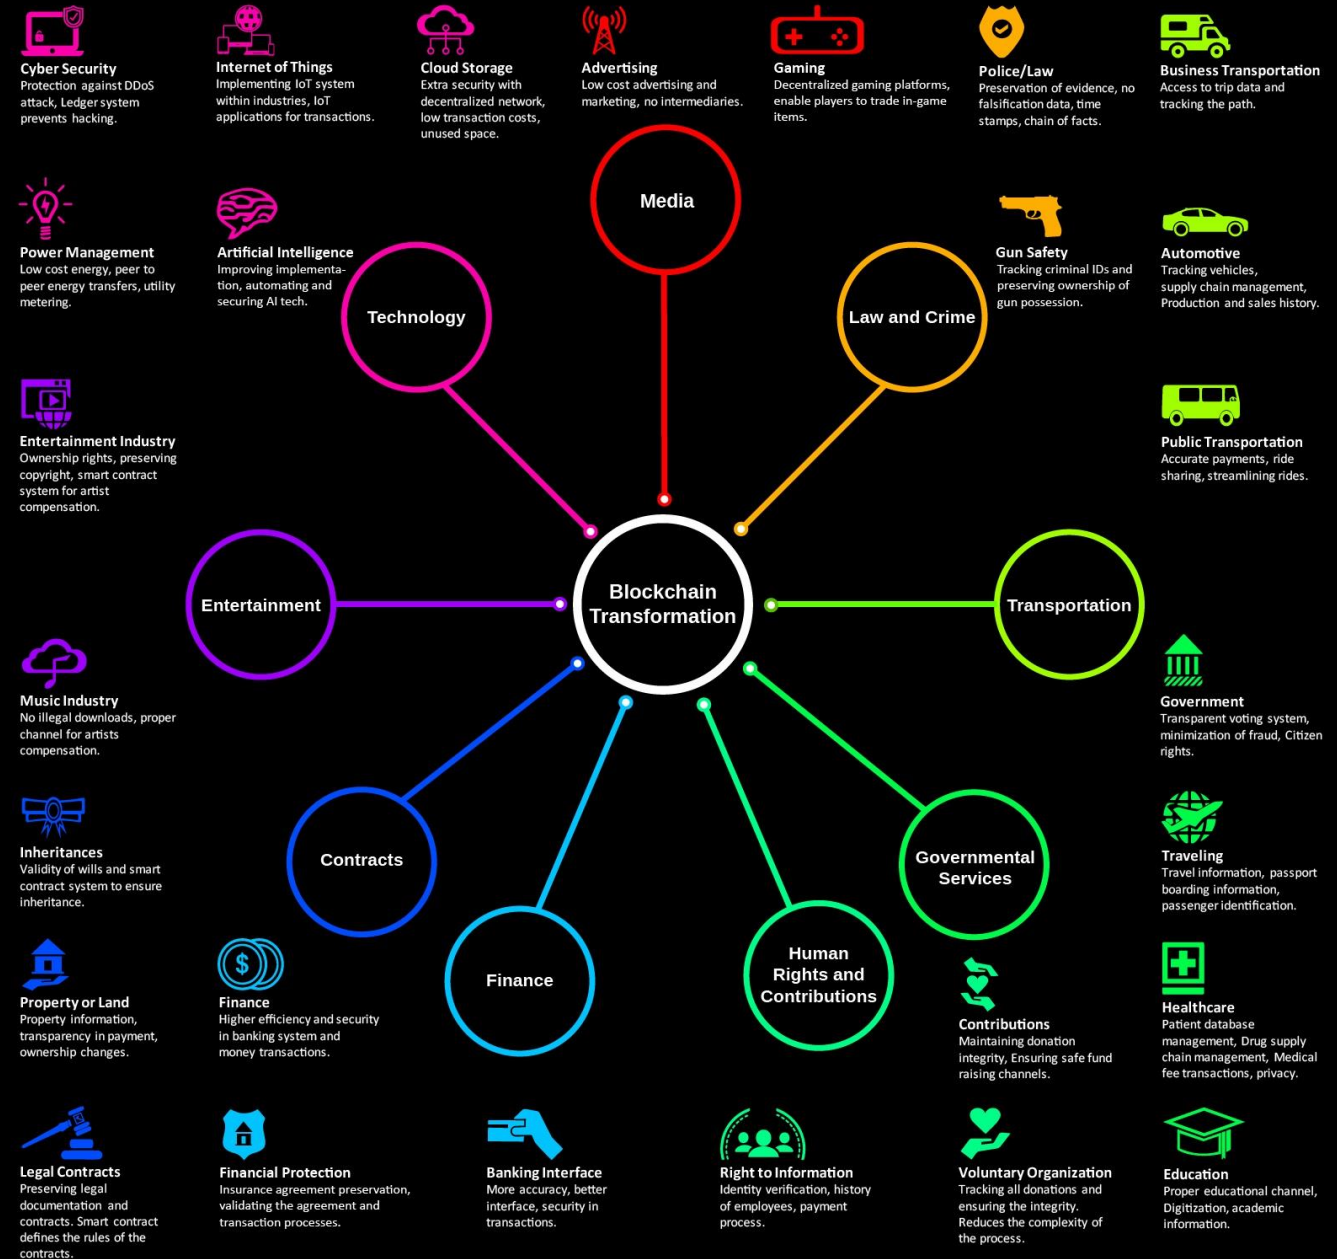 Cyber Security
Protection against DDoS
attack, Ledger system
prevents hacking.
Internet of Things
Implementing IoT system
within industries, IoT
applications for transactions.
Cloud Storage
Extra security with
decentralized network,
low transaction costs,
unused space.
Advertising
Low cost advertising and
marketing, no intermediaries.
Gaming
Decentralized gaming platforms,
enable players to trade in-game
items.
Police/Law
Preservation of evidence, no
falsification data, time
stamps, chain of facts.
Business Transportation
Access to trip data and
tracking the path.
Media
Power Management
Low cost energy, peer to
peer energy transfers, utility
metering.
Artificial Intelligence
Improving implementa-
tion, automating and
securing AI tech.
Technology
Law and Crime
Gun Safety
Tracking criminal IDs and
preserving ownership of
gun possession.
Automotive
Tracking vehicles,
supply chain management,
Production and sales history.
Entertainment Industry
Ownership rights, preserving
copyright, smart contract
system for artist
compensation.
Public Transportation
Accurate payments, ride
sharing, streamlining rides.
Entertainment
Blockchain
Transformation
Transportation
Music Industry
No illegal downloads, proper
channel for artists
compensation.
Government
Transparent voting system,
minimization of fraud, Citizen
rights.
Inheritances
Validity of wills and smart
contract system to ensure
inheritance.
Contracts
Governmental
Services
Traveling
Travel information, passport
boarding information,
passenger identification.
Property or Land
Property information,
transparency in payment,
ownership changes.
Finance
Higher efficiency and security
in banking system and
money transactions.
Finance
Human
Rights and
Contributions
Contributions
Maintaining donation
integrity, Ensuring safe fund
raising channels.
Healthcare
Patient database
management, Drug supply
chain management, Medical
fee transactions, privacy.
Legal Contracts
Preserving legal
documentation and
contracts. Smart contract
defines the rules of the
contracts.
Financial Protection
Insurance agreement preservation,
validating the agreement and
transaction processes.
Banking Interface
More accuracy, better
interface, security in
transactions.
Right to Information
Identity verification, history
of employees, payment
process.
Voluntary Organization
Tracking all donations and
ensuring the integrity.
Reduces the complexity of
the process.
Education
Proper educational channel,
Digitization, academic
information.